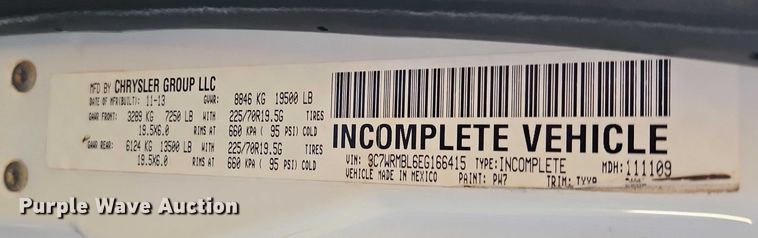 MFD BY CHRYSLER GROUP LLC
DATE OF MFR(BUILT): 11-13 GVWR: 8846 KG 19500 LB
GAWR FRONT: 3289 KG 7250 LB WITH 225/70R19.5G
19.5X6.0 RIMS AT 660 KPA ( 95 PSI) COLD
GAWR REAR: 6124 KG 13500 LB WITH 225/70R19.5G
19.5X6.0 RIMS AT 660 KPA ( 95 PSI) COLD
INCOMPLETE VEHICLE
VIN: 3C7WRMBL6EG166415 TYPE: INCOMPLETE MDH: 111109
VEHICLE MADE IN MEXICO PAINT: PW7 TRIM:
Purple Wave Auction